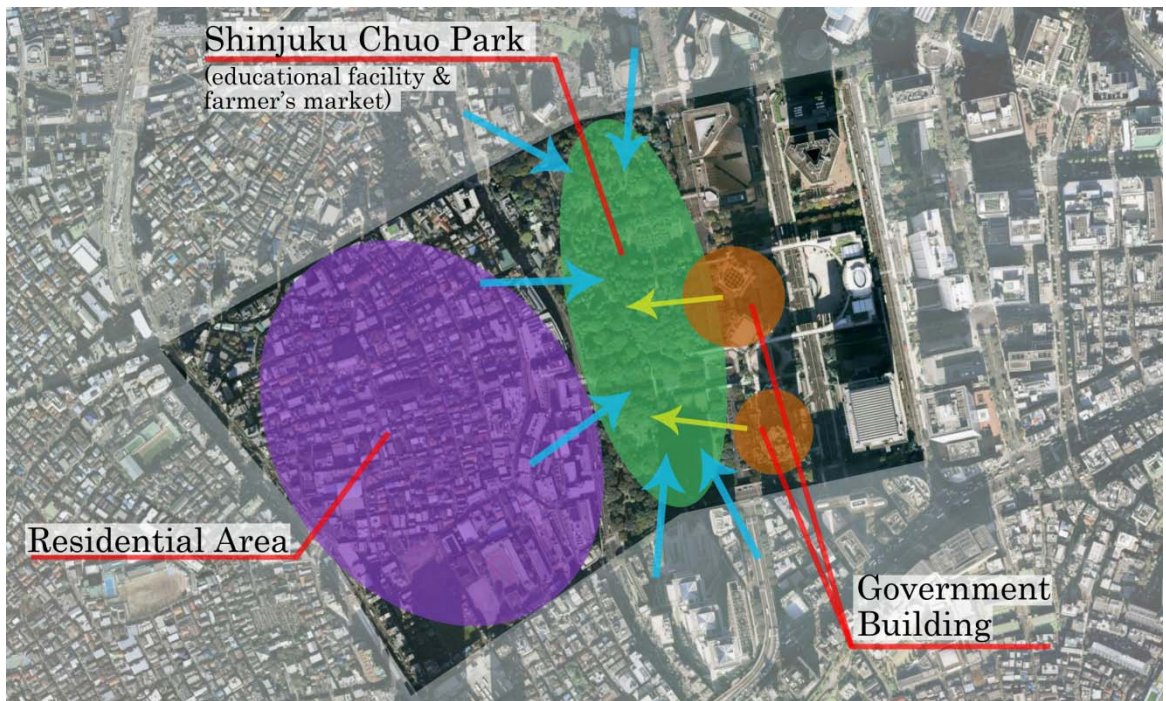 Shinjuku Chuo Park
(educational facility &
farmer's market)
Residential Area
Government
Building